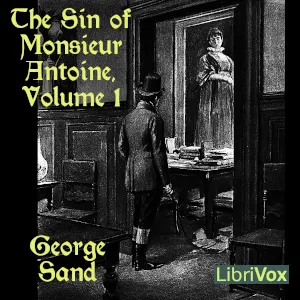 The Sin of
Monsieur
Antoine,
Volume 1
George
Sand
LibriVox